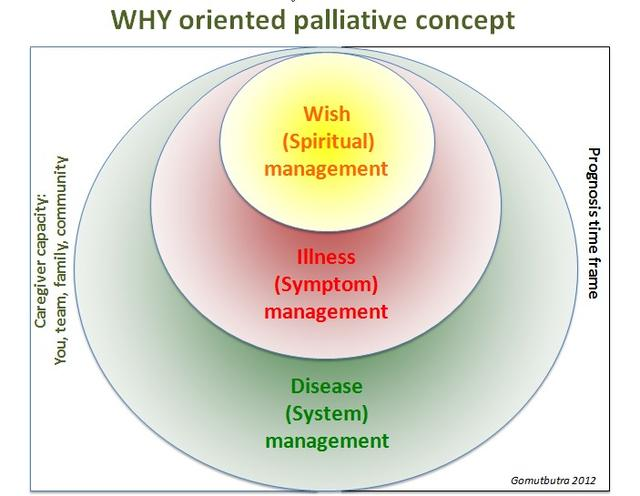 WHY oriented palliative concept
Wish
(Spiritual)
management
Illness
(Symptom)
management
Disease
(System)
management
Caregiver capacity:
You, team, family, community
Prognosis time frame
Gomutbutra 2012